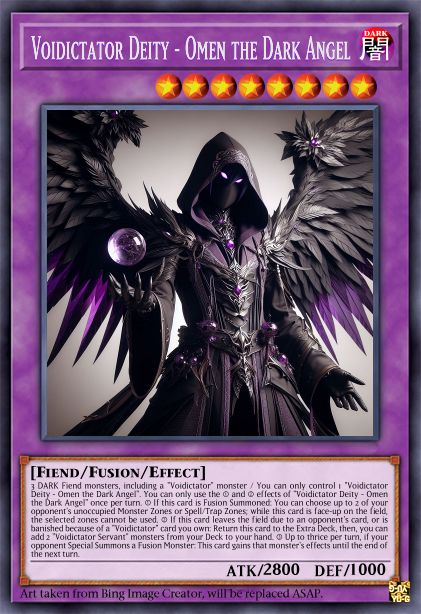 Voidictator Deity - Omen the Dark Angel
DARK
闇
[Fiend/Fusion/Effect]
3 DARK Fiend monsters, including a "Voidictator" monster / You can only control 1 "Voidictator
Deity - Omen the Dark Angel". You can only use the ① and ② effects of "Voidictator Deity - Omen
the Dark Angel" once per turn. ① If this card is Fusion Summoned: You can choose up to 2 of your
opponent's unoccupied Monster Zones or Spell/Trap Zones; while this card is face-up on the field,
the selected zones cannot be used. ② If this card leaves the field due to an opponent's card, or is
banished because of a "Voidictator" card you own: Return this card to the Extra Deck, then, you can
add 2 "Voidictator Servant" monsters from your Deck to your hand. ③ Up to thrice per turn, if your
opponent Special Summons a Fusion Monster: This card gains that monster's effects until the end of
the next turn.
ATK/2800 DEF/1000
Art taken from Bing Image Creator, will be replaced ASAP.